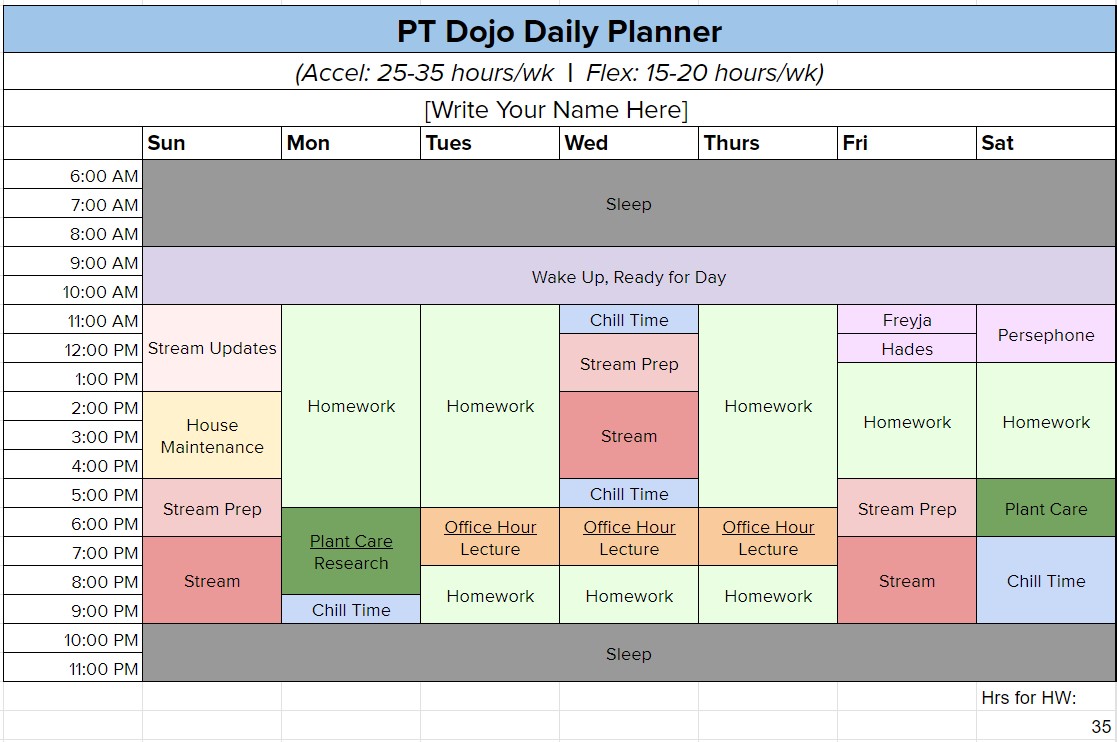 PT Dojo Daily Planner
(Accel: 25-35 hours/wk | Flex: 15-20 hours/wk)
[Write Your Name Here]
Sun Mon Tues Wed Thurs Fri Sat
6:00 AM
7:00 AM Sleep
8:00 AM
9:00 AM
Wake Up, Ready for Day
10:00 AM
11:00 AM Chill Time Freyja
Persephone
12:00 PM Stream Updates Hades
Stream Prep
1:00 PM
2:00 PM Homework Homework Homework
House
Maintenance
Homework Homework
3:00 PM Stream
4:00 PM
5:00 PM Chill Time
Stream Prep Stream Prep Plant Care
6:00 PM Office Hour Office Hour Office Hour
Plant Care
Research
7:00 PM Lecture Lecture Lecture
8:00 PM Stream Stream Chill Time
Homework Homework Homework
9:00 PM Chill Time
10:00 PM
Sleep
11:00 PM
Hrs for HW:
35